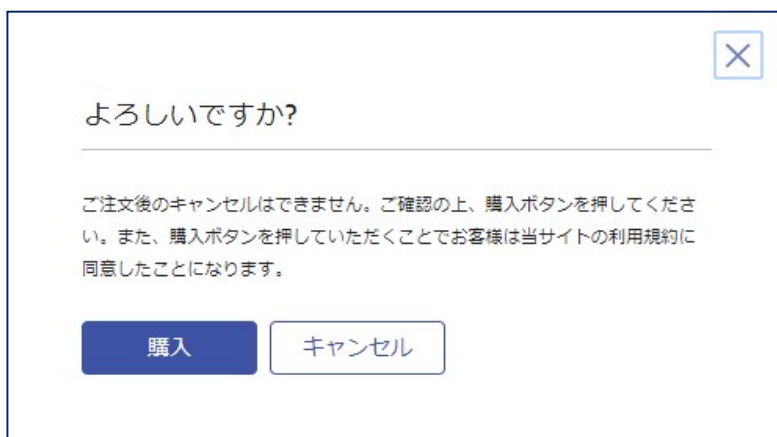 よろしいですか?
ご注文後のキャンセルはできません。ご確認の上、購入ボタンを押してくださ
い。また、購入ボタンを押していただくことでお客様は当サイトの利用規約に
同意したことになります。
購入
キャンセル